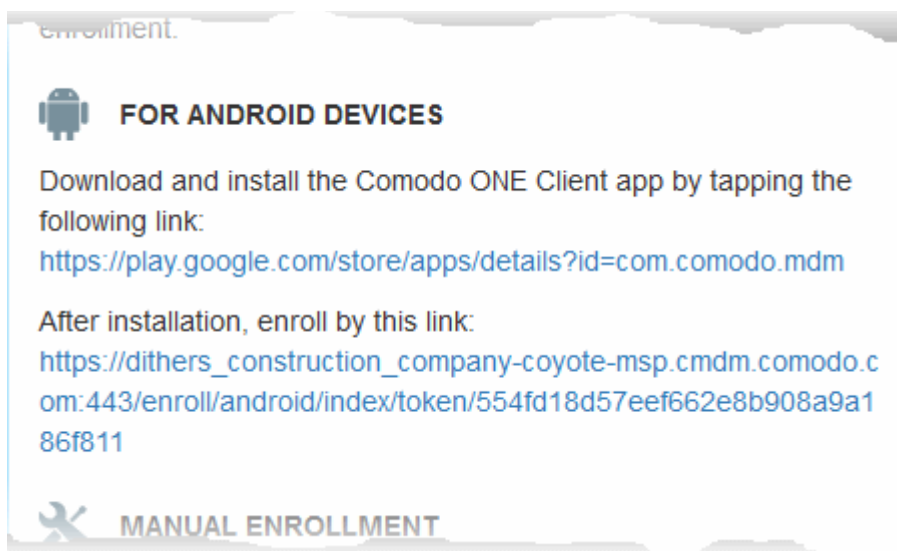 enrollment.
FOR ANDROID DEVICES
Download and install the Comodo ONE Client app by tapping the
following link:
https://play.google.com/store/apps/details?id=com.comodo.mdm
After installation, enroll by this link:
https://dithers_construction_company-coyote-msp.cmdm.comodo.c
om:443/enroll/android/index/token/554fd18d57eef662e8b908a9a1
86f811
MANUAL ENROLLMENT